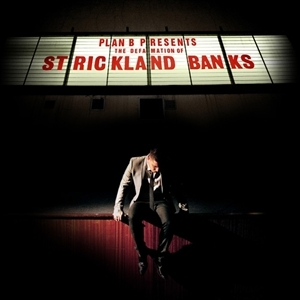 PLAN B PRESENTS
THE DEFAMATION OF
STRICKLAND BANKS